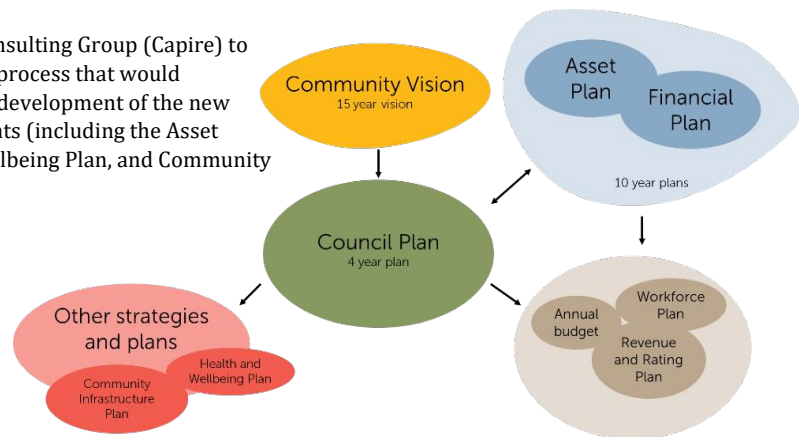 nsulting Group (Capire) to
process that would
development of the new
nts (including the Asset
llbeing Plan, and Community
Community Vision
15 year vision
Asset
Plan
Financial
Plan
10 year plans
Council Plan
4 year plan
Other strategies
and plans
Health and
Wellbeing Plan
Community
Infrastructure
Plan
Workforce
Plan
Annual
budget
Revenue
and Rating
Plan